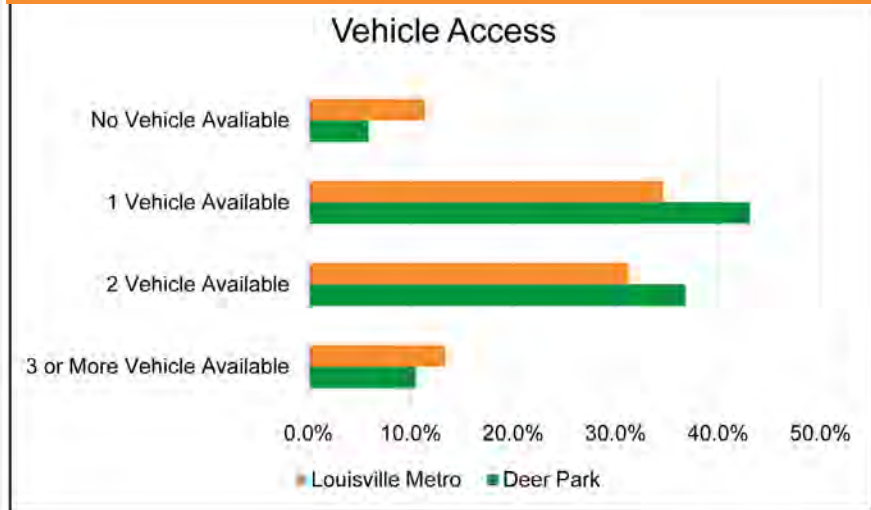 Vehicle Access
No Vehicle Avaliable
1 Vehicle Available
2 Vehicle Available
3 or More Vehicle Available
0.0% 10.0% 20.0% 30.0% 40.0% 50.0%
Louisville Metro Deer Park